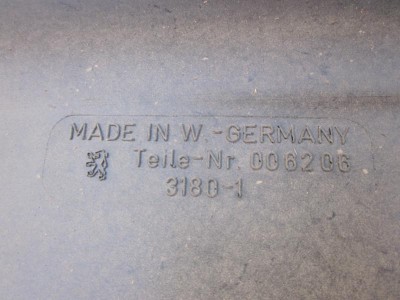 MADE IN W.-GERMANY
Teile-Nr. 006206
3180-1